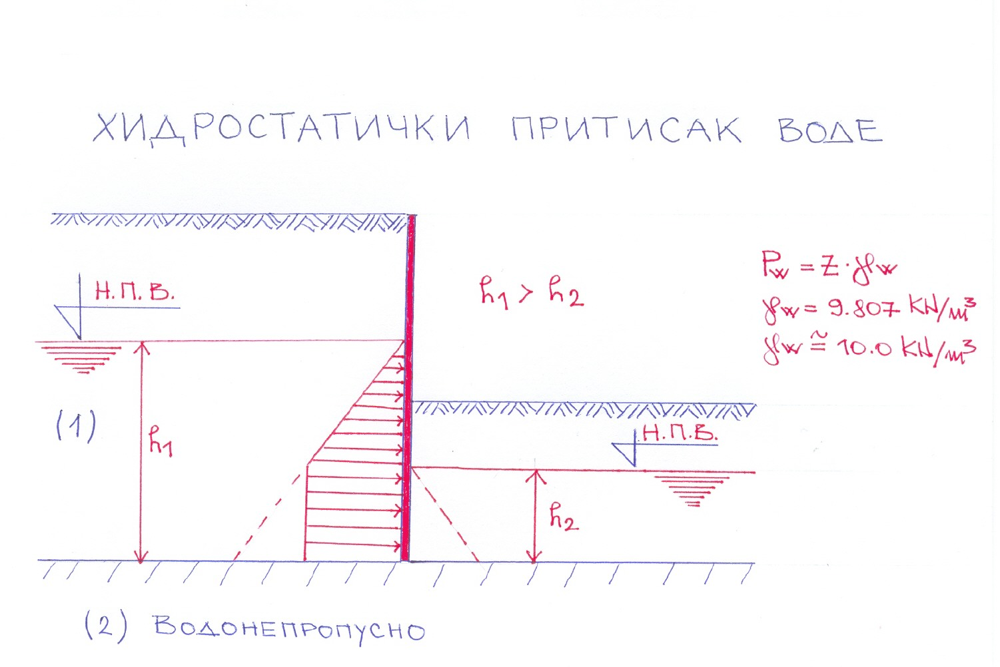 ХИДРОСТАТИЧКИ ПРИТИСАК ВОДЕ
Н.П.В.
h1 > h2
Pw = Z·γw
γw = 9.807 KN/m³
γw ≅ 10.0 KN/m³
(1)
h1
Н.П.В.
h2
(2) ВОДОНЕПРОПУСНО